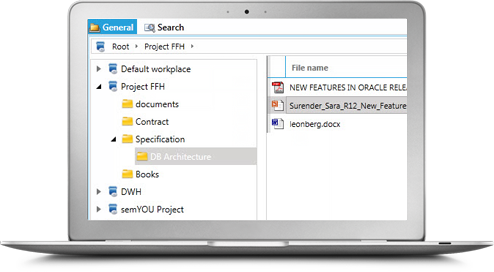 General Search
Root Project FFH
Default workplace
Project FFH
documents
Contract
Specification
DB Architecture
Books
DWH
semYOU Project
File name
NEW FEATURES IN ORACLE RELEA
Surender_Sara_R12_New_Feature
leonberg.docx